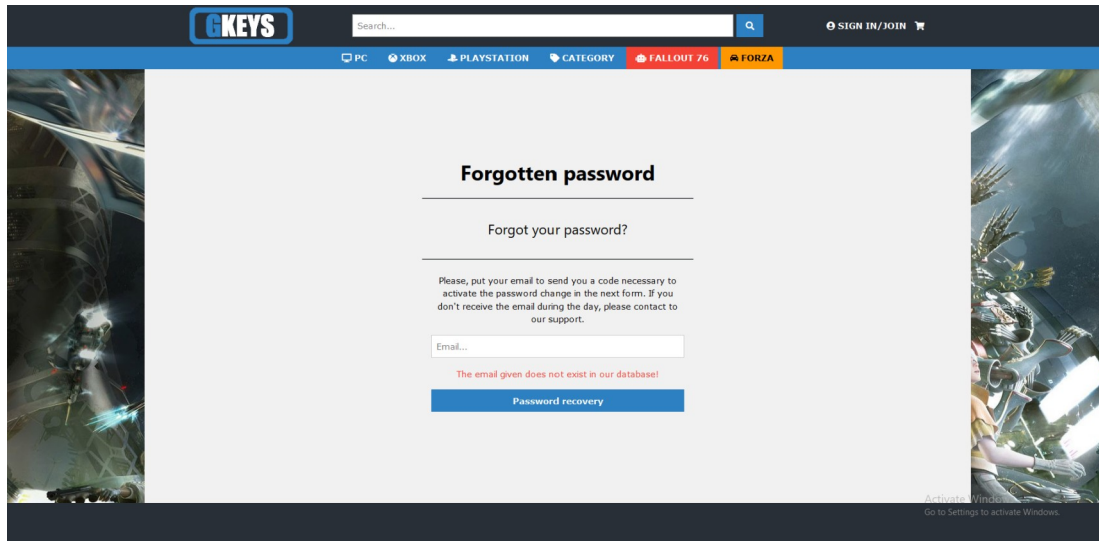 GKEYS
Search...
SIGN IN/JOIN
PC XBOX PLAYSTATION CATEGORY FALLOUT 76 FORZA
Forgotten password
Forgot your password?
Please, put your email to send you a code necessary to
activate the password change in the next form. If you
don't receive the email during the day, please contact to
our support.
Email...
The email given does not exist in our database!
Password recovery
Activate Windows
Go to Settings to activate Windows.